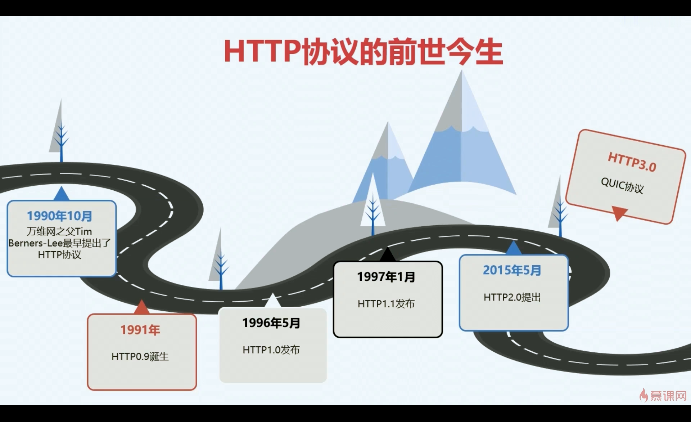 HTTP协议的前世今生
HTTP3.0
QUIC协议
1990年10月
万维网之父Tim
Berners-Lee最早提出了
HTTP协议
1991年
HTTP0.9诞生
1996年5月
HTTP1.0发布
1997年1月
HTTP1.1发布
2015年5月
HTTP2.0提出
慕课网